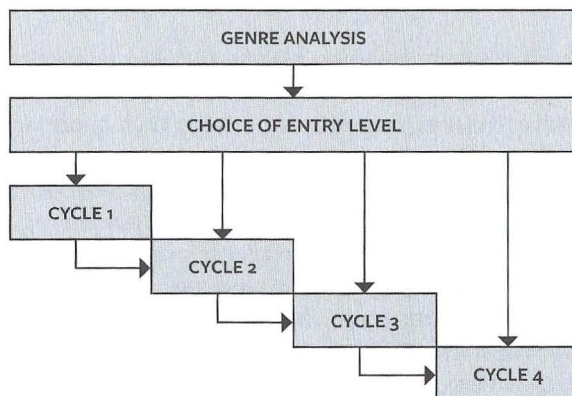 GENRE ANALYSIS
CHOICE OF ENTRY LEVEL
CYCLE 1
CYCLE 2
CYCLE 3
CYCLE 4